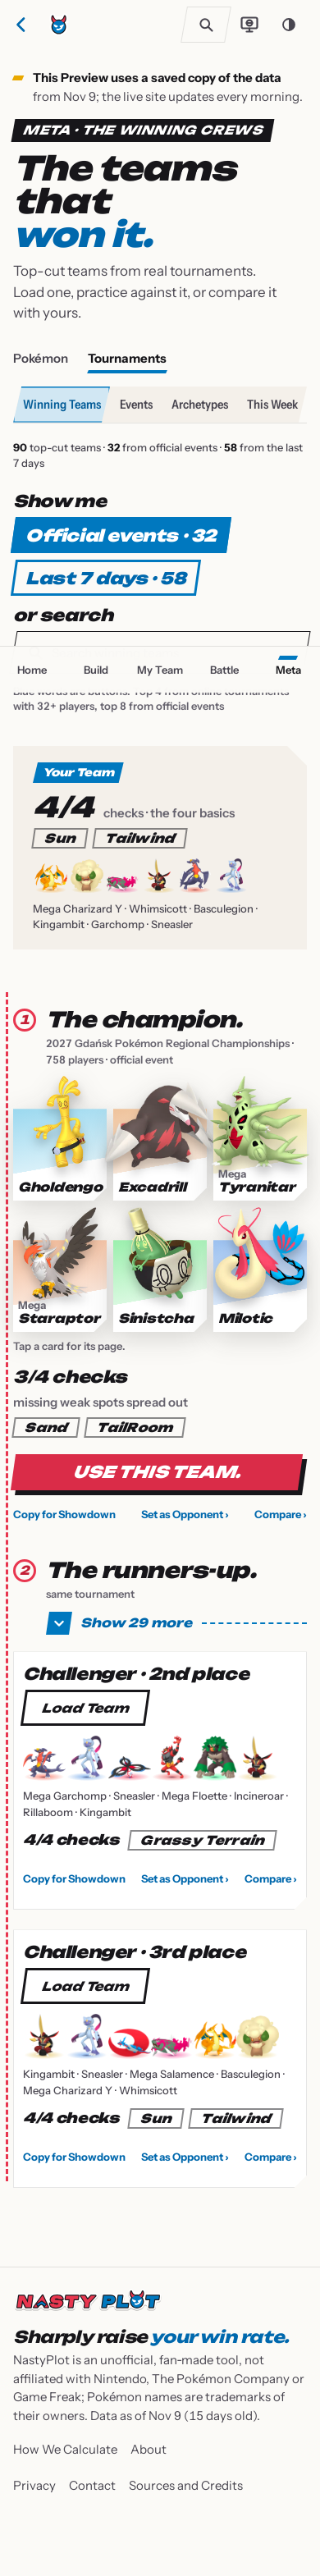 This Preview uses a saved copy of the data
from Nov 9; the live site updates every morning.
META · THE WINNING CREWS
The teams
that
won it.
Top-cut teams from real tournaments.
Load one, practice against it, or compare it
with yours.
Pokémon Tournaments
Winning Teams Events Archetypes This Week
90 top-cut teams · 32 from official events · 58 from the last
7 days
Show me
Official events · 32
Last 7 days · 58
or search
Home Build My Team Battle Meta
Blue words are buttons. Top 4 from online tournaments
with 32+ players, top 8 from official events
Your Team
4/4 checks · the four basics
Sun Tailwind
Mega Charizard Y · Whimsicott · Basculegion ·
Kingambit · Garchomp · Sneasler
1 The champion.
2027 Gdańsk Pokémon Regional Championships ·
758 players · official event
Gholdengo Excadrill Mega Tyranitar
Mega Staraptor Sinistcha Milotic
Tap a card for its page.
3/4 checks
missing weak spots spread out
Sand TailRoom
USE THIS TEAM.
Copy for Showdown Set as Opponent › Compare ›
2 The runners-up.
same tournament
Show 29 more
Challenger · 2nd place
Load Team
Mega Garchomp · Sneasler · Mega Floette · Incineroar ·
Rillaboom · Kingambit
4/4 checks Grassy Terrain
Copy for Showdown Set as Opponent › Compare ›
Challenger · 3rd place
Load Team
Kingambit · Sneasler · Mega Salamence · Basculegion ·
Mega Charizard Y · Whimsicott
4/4 checks Sun Tailwind
Copy for Showdown Set as Opponent › Compare ›
NASTY PLOT
Sharply raise your win rate.
NastyPlot is an unofficial, fan-made tool, not
affiliated with Nintendo, The Pokémon Company or
Game Freak; Pokémon names are trademarks of
their owners. Data as of Nov 9 (15 days old).
How We Calculate About
Privacy Contact Sources and Credits